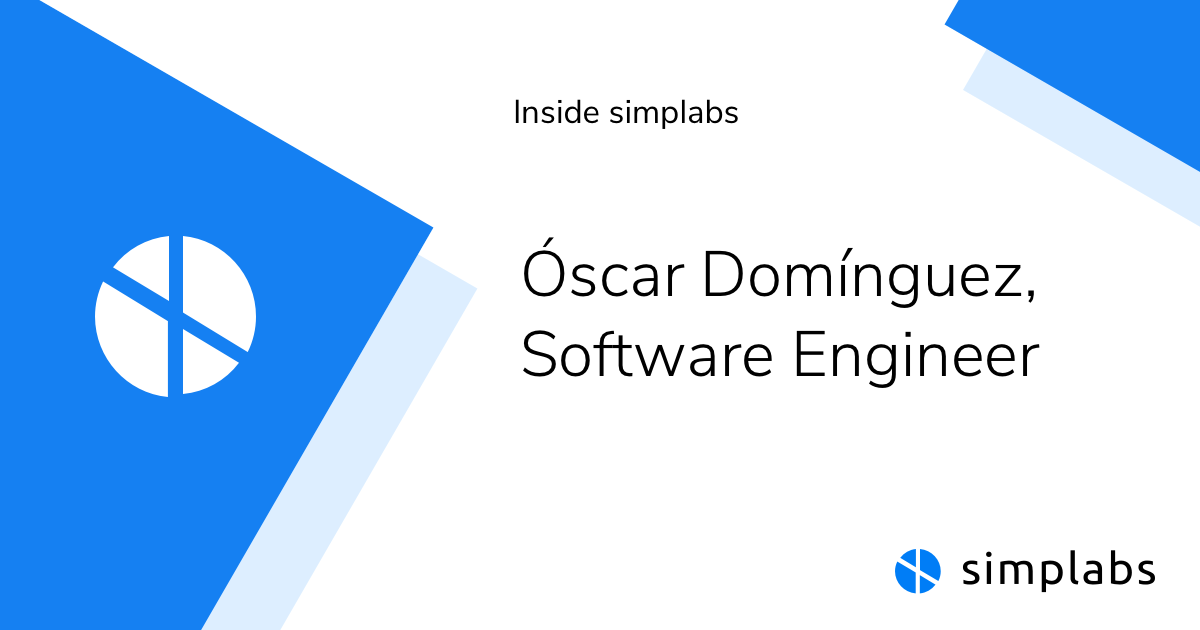 Inside simplabs
Óscar Domínguez,
Software Engineer
simplabs